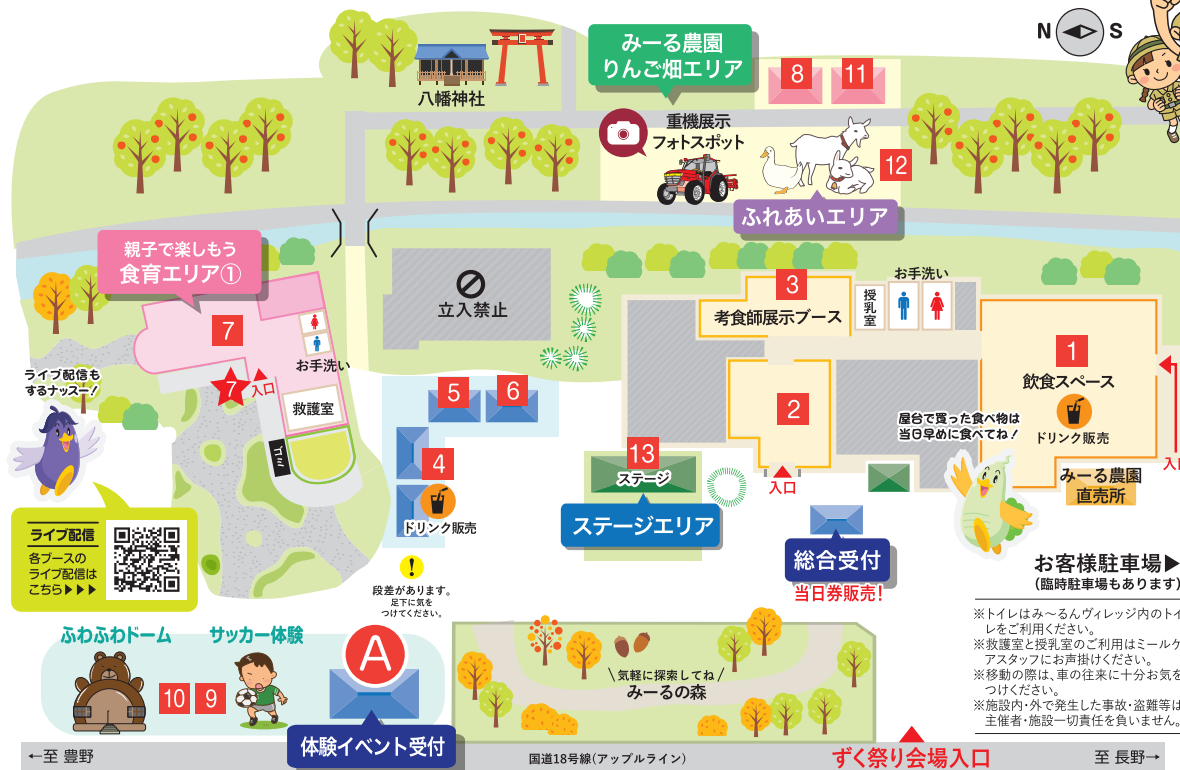 N S
みーる農園
りんご畑エリア
8
11
八幡神社
重機展示
フォトスポット
12
ふれあいエリア
親子で楽しもう
食育エリア①
7
お手洗い
7
入口
救護室
ゴミ
ライブ配信も
するナッスー!
ライブ配信
各ブースの
ライブ配信は
こちら▶▶▶
立入禁止
5
6
4
ドリンク販売
!
段差があります。
足下に気を
つけてください。
3
考食師展示ブース
授乳室
お手洗い
2
入口
13
ステージ
ステージエリア
1
飲食スペース
ドリンク販売
屋台で買った食べ物は
当日早めに食べてね!
みーる農園
直売所
総合受付
当日券販売!
お客様駐車場▶
(臨時駐車場もあります)
※トイレはみ〜るんヴィレッジ内のトイ
レをご利用ください。
※救護室と授乳室のご利用はミールケ
アスタッフにお声掛けください。
※移動の際は、車の往来に十分お気を
つけください。
※施設内・外で発生した事故・盗難等は
主催者・施設一切責任を負いません。
ふわふわドーム
サッカー体験
10
9
A
体験イベント受付
\気軽に探索してね/
みーるの森
←至 豊野
国道18号線(アップルライン)
ずく祭り会場入口
至 長野→